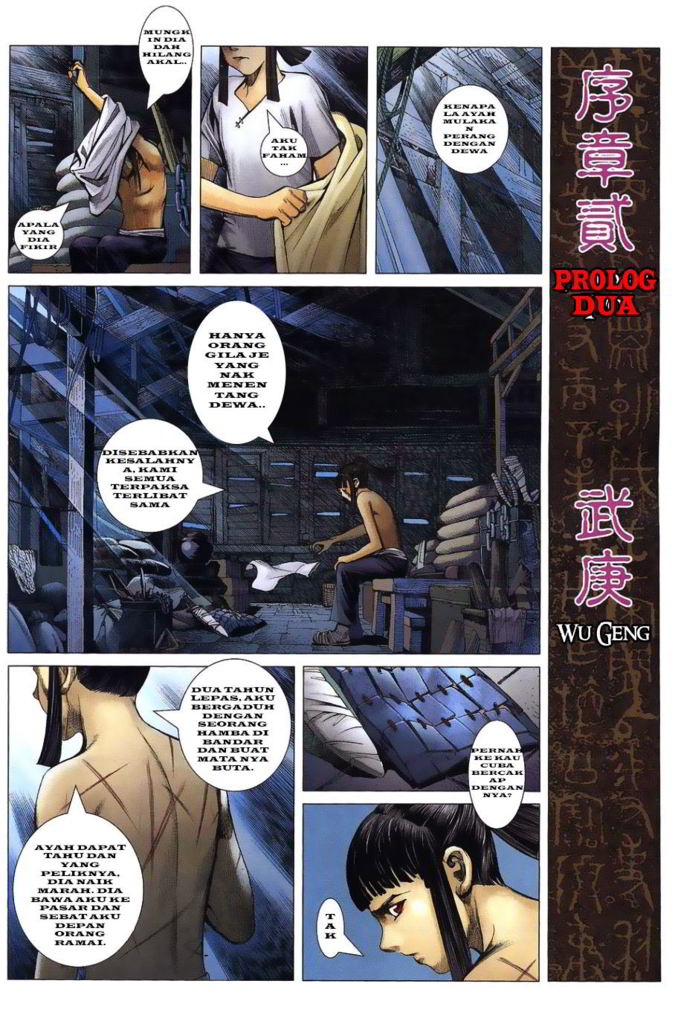 MUNGK
IN DIA
DAH
HILANG
AKAL..
APALA
YANG
DIA
FIKIR
AKU
TAK
FAHAM
...
KENAPA
LA AYAH
MULAKA
N
PERANG
DENGAN
DEWA
序章貳
PROLOG
DUA
武庚
WU GENG
HANYA
ORANG
GILA JE
YANG
NAK
MENEN
TANG
DEWA..
DISEBABKAN
KESALAHNY
A, KAMI
SEMUA
TERPAKSA
TERLIBAT
SAMA
DUA TAHUN
LEPAS, AKU
BERGADUH
DENGAN
SEORANG
HAMBA DI
BANDAR
DAN BUAT
MATA NYA
BUTA.
AYAH DAPAT
TAHU DAN
YANG
PELIKNYA,
DIA NAIK
MARAH. DIA
BAWA AKU KE
PASAR DAN
SEBAT AKU
DEPAN
ORANG
RAMAI.
PERNAH
KE KAU
CUBA
BERCAK
AP
DENGAN
NYA?
TAK